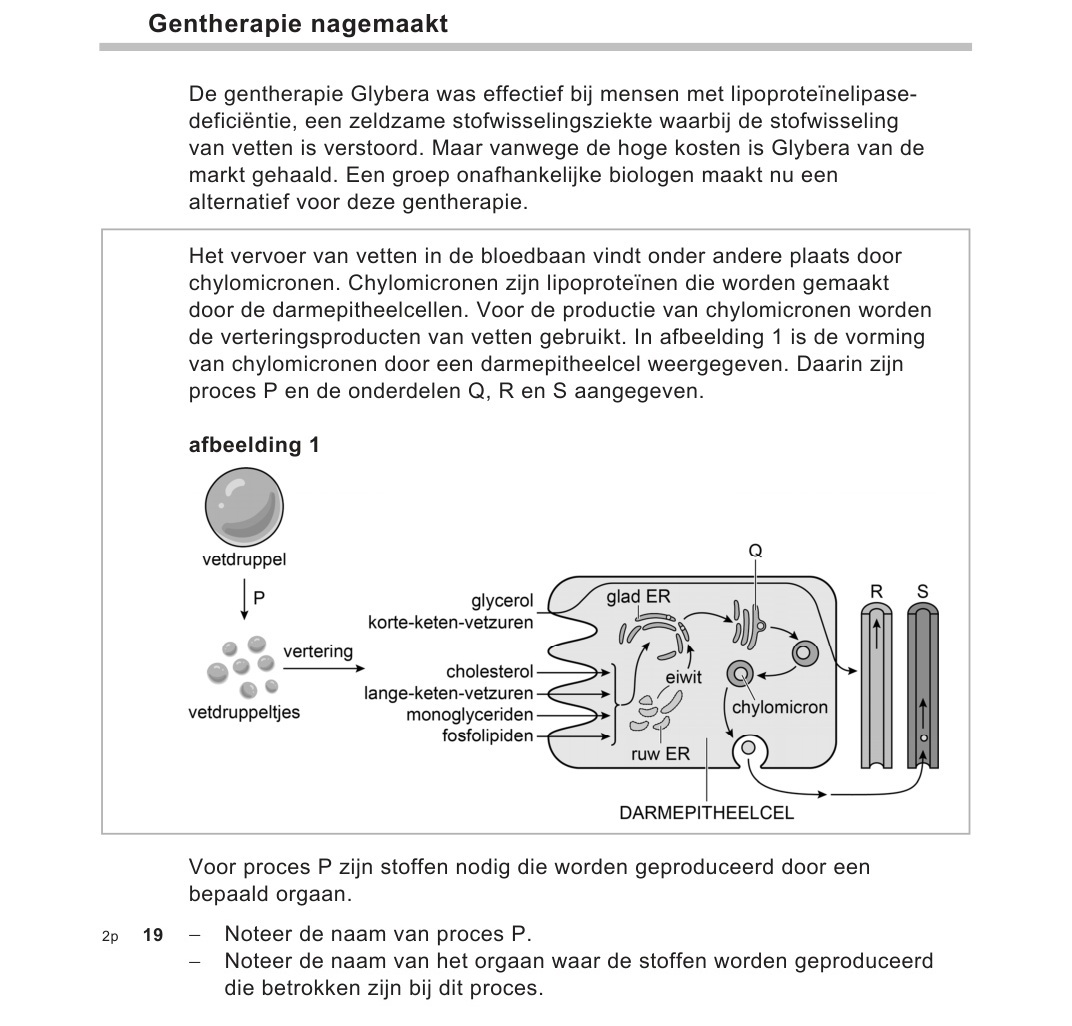 Gentherapie nagemaakt
De gentherapie Glybera was effectief bij mensen met lipoproteïnelipase-
deficiëntie, een zeldzame stofwisselingsziekte waarbij de stofwisseling
van vetten is verstoord. Maar vanwege de hoge kosten is Glybera van de
markt gehaald. Een groep onafhankelijke biologen maakt nu een
alternatief voor deze gentherapie.
Het vervoer van vetten in de bloedbaan vindt onder andere plaats door
chylomicronen. Chylomicronen zijn lipoproteïnen die worden gemaakt
door de darmepitheelcellen. Voor de productie van chylomicronen worden
de verteringsproducten van vetten gebruikt. In afbeelding 1 is de vorming
van chylomicronen door een darmepitheelcel weergegeven. Daarin zijn
proces P en de onderdelen Q, R en S aangegeven.
afbeelding 1
vetdruppel
P
vertering
vetdruppeltjes
glycerol
korte-keten-vetzuren
cholesterol
lange-keten-vetzuren
monoglyceriden
fosfolipiden
glad ER
Q
eiwit
chylomicron
ruw ER
DARMEPITHEELCEL
R
S
Voor proces P zijn stoffen nodig die worden geproduceerd door een
bepaald orgaan.
2p 19 – Noteer de naam van proces P.
– Noteer de naam van het orgaan waar de stoffen worden geproduceerd
die betrokken zijn bij dit proces.